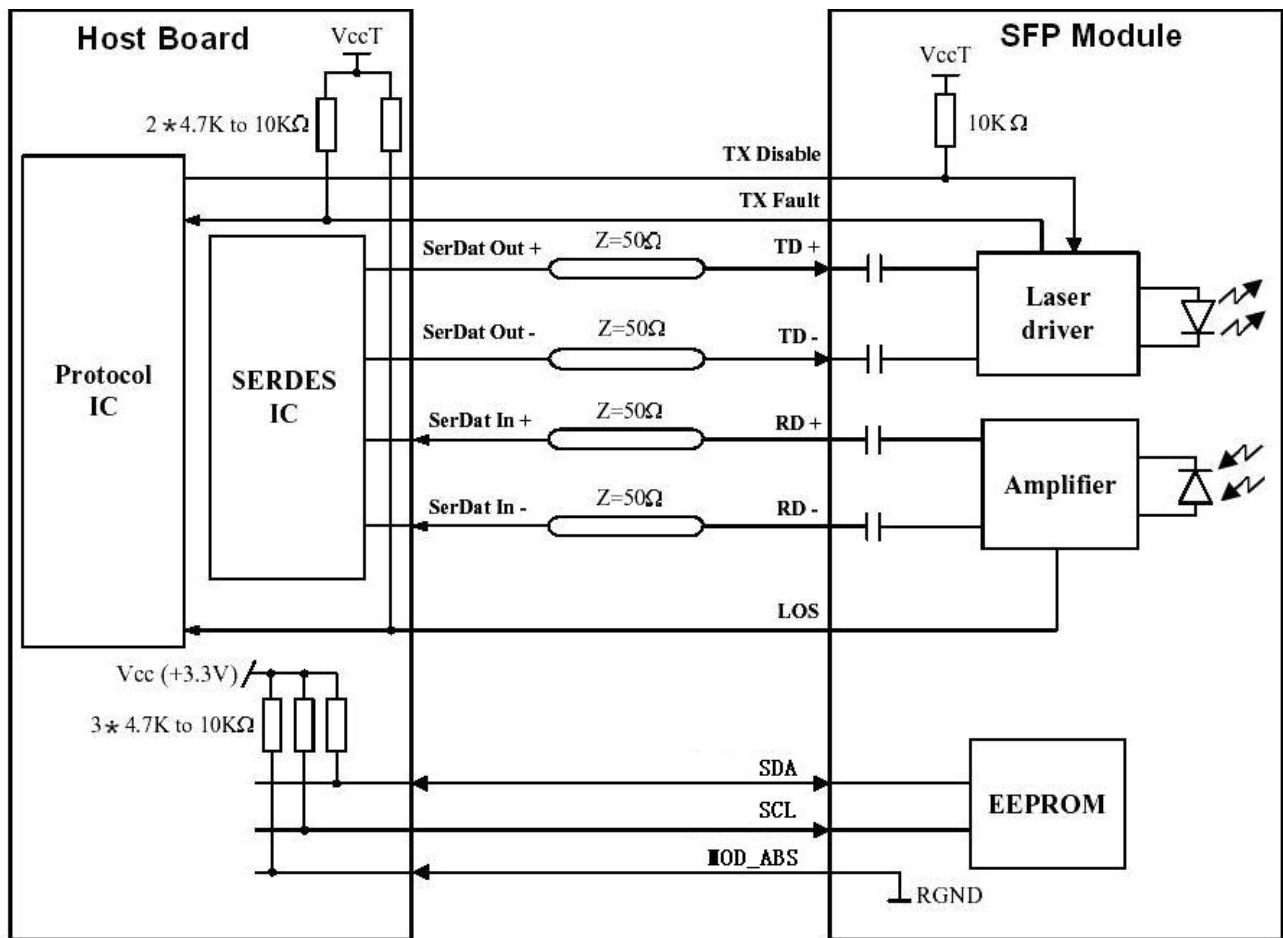 Host Board
SFP Module
VccT
VccT
2*4.7K to 10KΩ
10KΩ
TX Disable
TX Fault
SerDat Out +
Z=50Ω
TD +
SerDat Out -
Z=50Ω
TD -
Laser
driver
Protocol
IC
SERDES
IC
SerDat In +
Z=50Ω
RD +
SerDat In -
Z=50Ω
RD -
Amplifier
LOS
Vcc (+3.3V)
3*4.7K to 10KΩ
SDA
SCL
MOD_ABS
EEPROM
RGND